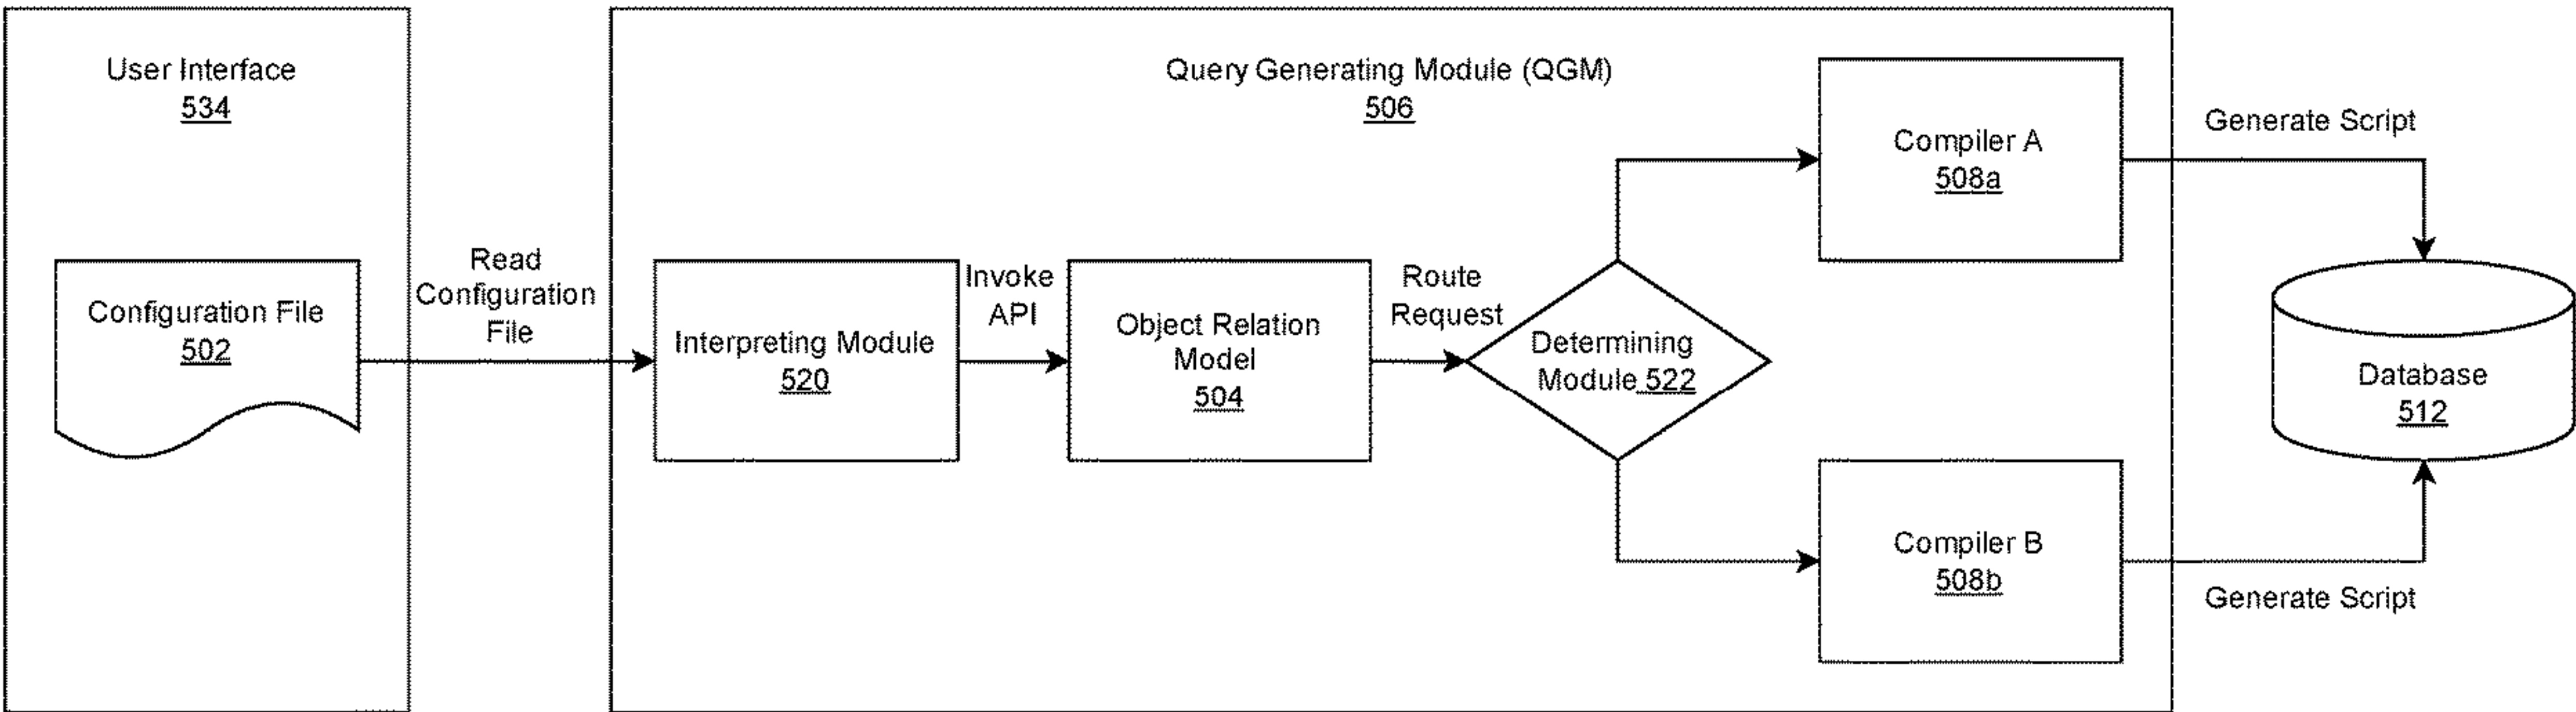 User Interface
534
Configuration File
502
Read
Configuration
File
Query Generating Module (QGM)
506
Interpreting Module
520
Invoke
API
Object Relation
Model
504
Route
Request
Determining
Module 522
Compiler A
508a
Compiler B
508b
Generate Script
Generate Script
Database
512